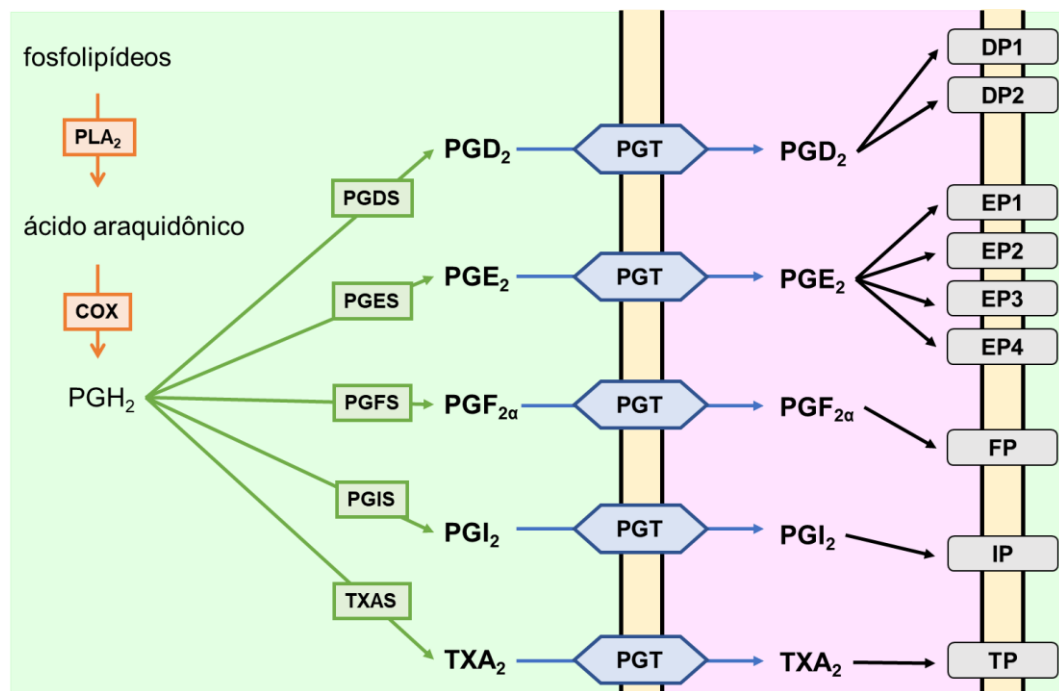 fosfolipídeos
PLA₂
ácido araquidônico
COX
PGH₂
PGDS
PGES
PGFS
PGIS
TXAS
PGD₂
PGE₂
PGF₂α
PGI₂
TXA₂
PGT
PGT
PGT
PGT
PGT
PGD₂
PGE₂
PGF₂α
PGI₂
TXA₂
DP1
DP2
EP1
EP2
EP3
EP4
FP
IP
TP